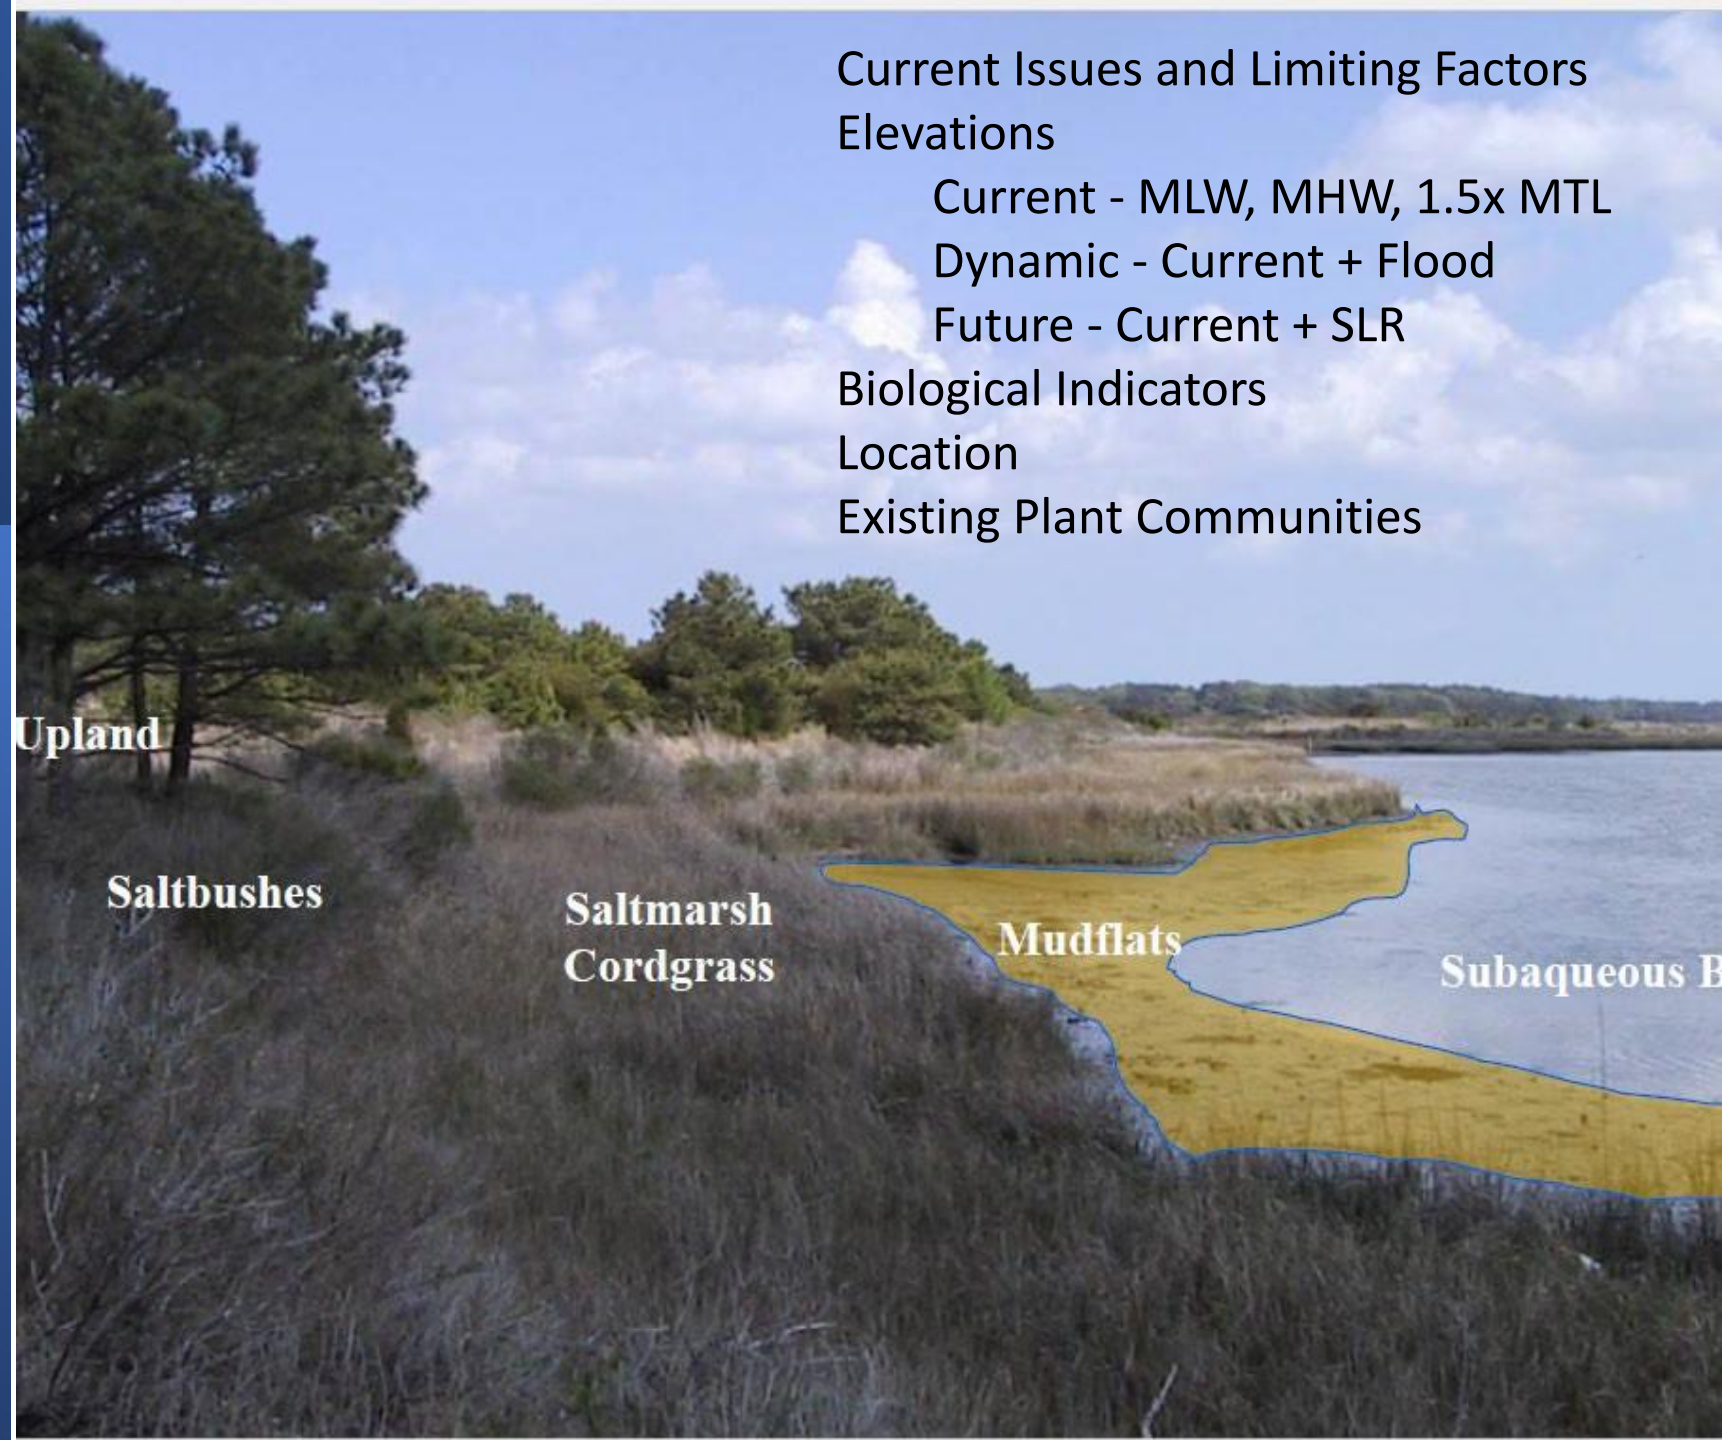 Current Issues and Limiting Factors
Elevations
Current - MLW, MHW, 1.5x MTL
Dynamic - Current + Flood
Future - Current + SLR
Biological Indicators
Location
Existing Plant Communities
Upland
Saltbushes
Saltmarsh
Cordgrass
Mudflats
Subaqueous